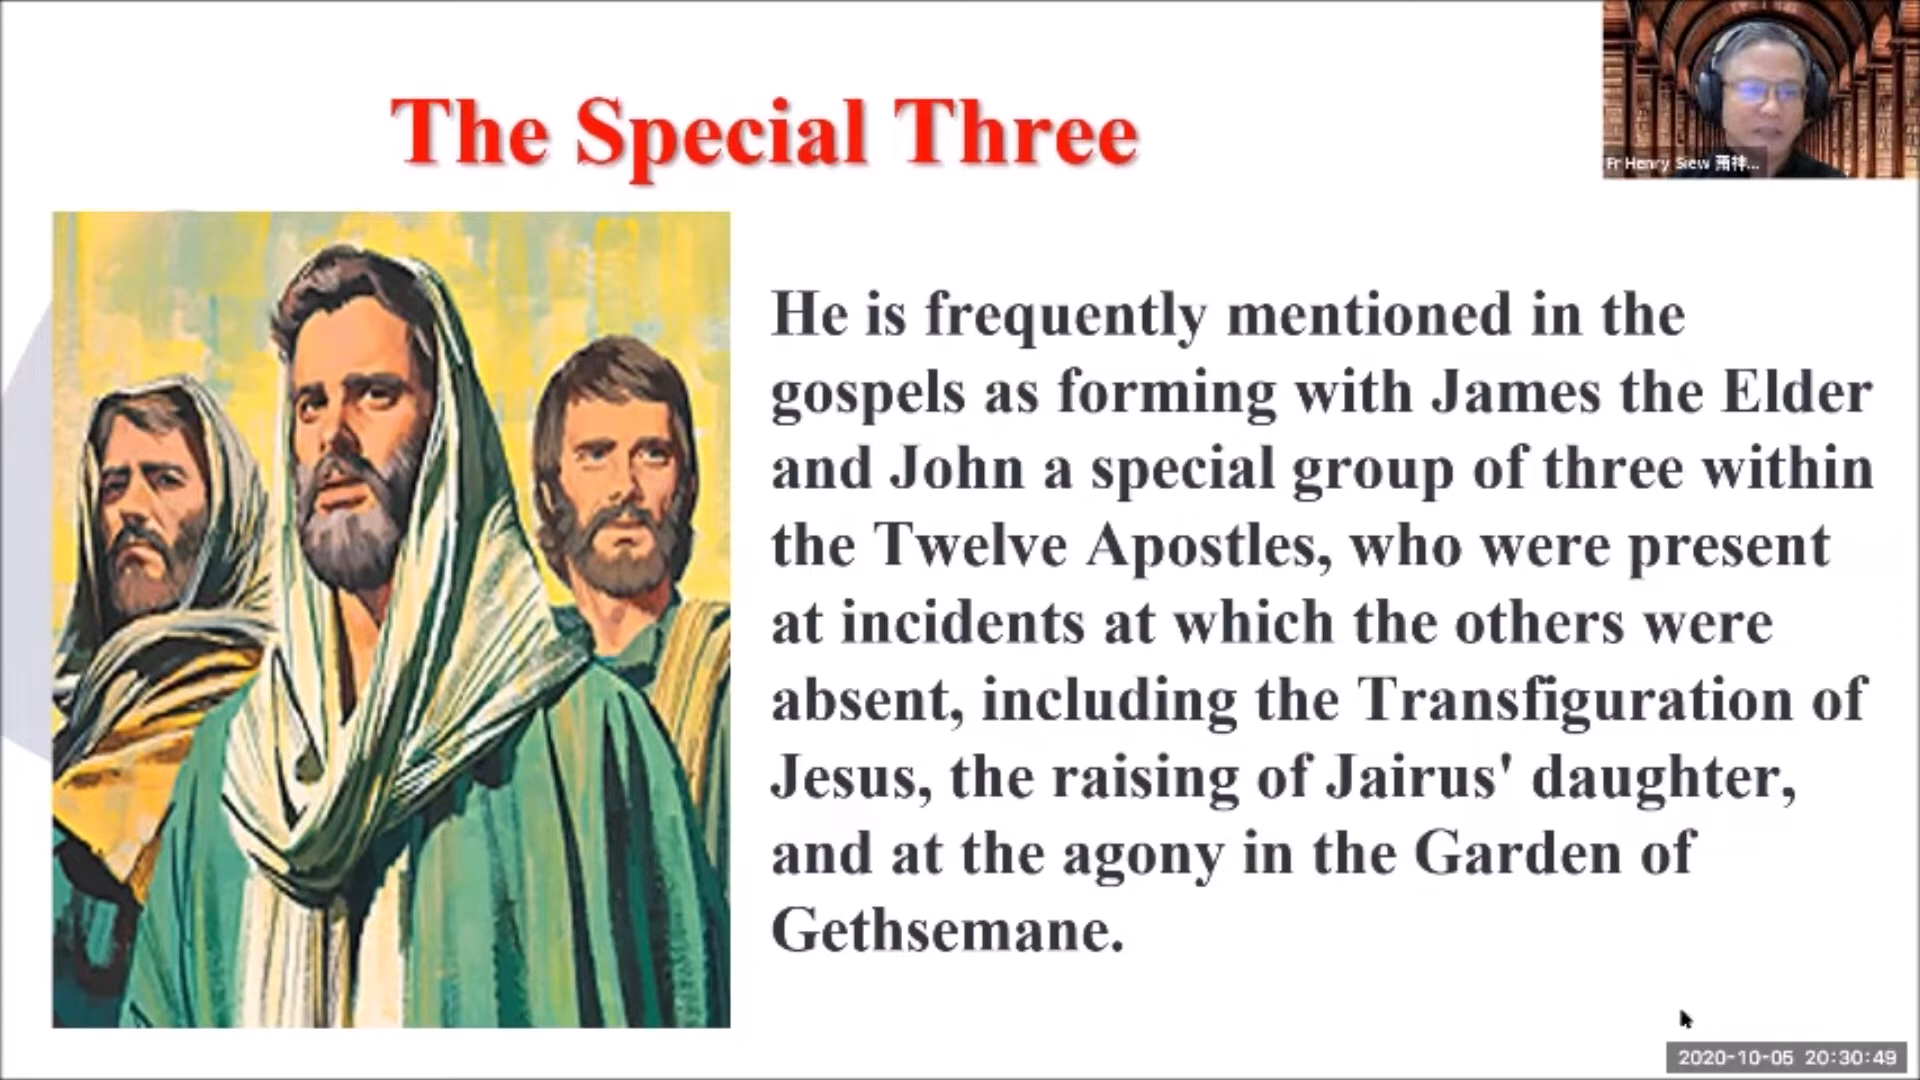 The Special Three
Fr Henry Siew 蕭神...
He is frequently mentioned in the
gospels as forming with James the Elder
and John a special group of three within
the Twelve Apostles, who were present
at incidents at which the others were
absent, including the Transfiguration of
Jesus, the raising of Jairus' daughter,
and at the agony in the Garden of
Gethsemane.
2020-10-05 20:30:49